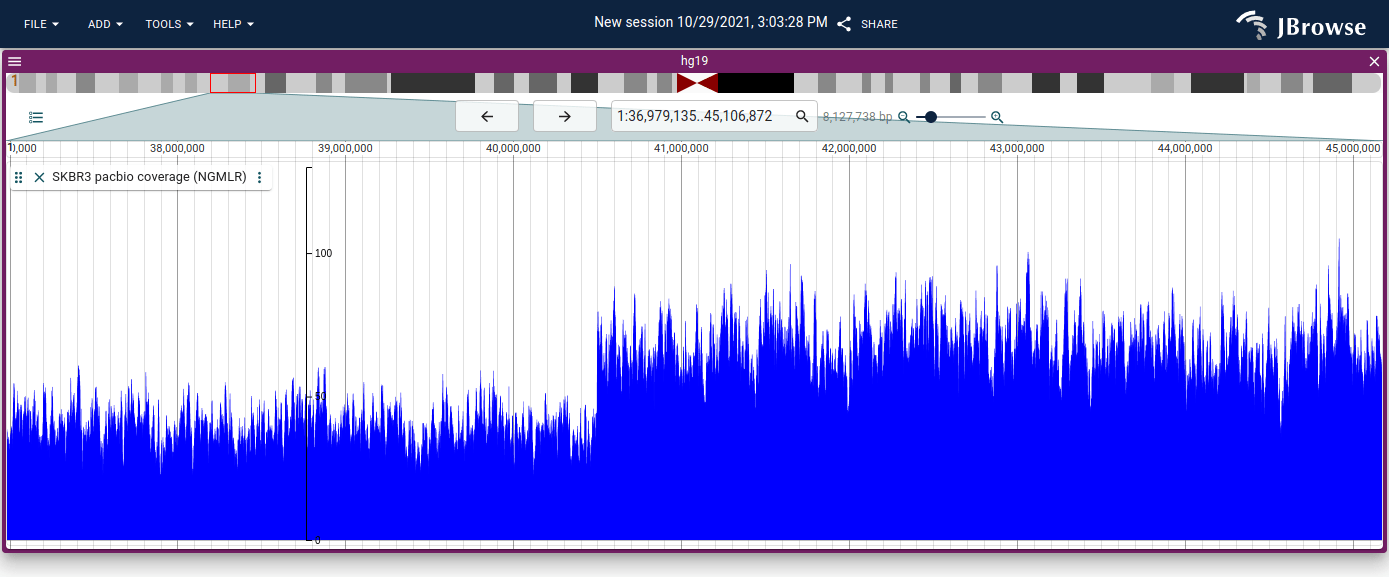 FILE ADD TOOLS HELP New session 10/29/2021, 3:03:28 PM SHARE JBrowse
hg19
1
1:36,979,135..45,106,872 8,127,738 bp
38,000,000 39,000,000 40,000,000 41,000,000 42,000,000 43,000,000 44,000,000 45,000,000
SKBR3 pacbio coverage (NGMLR)
100
50
0